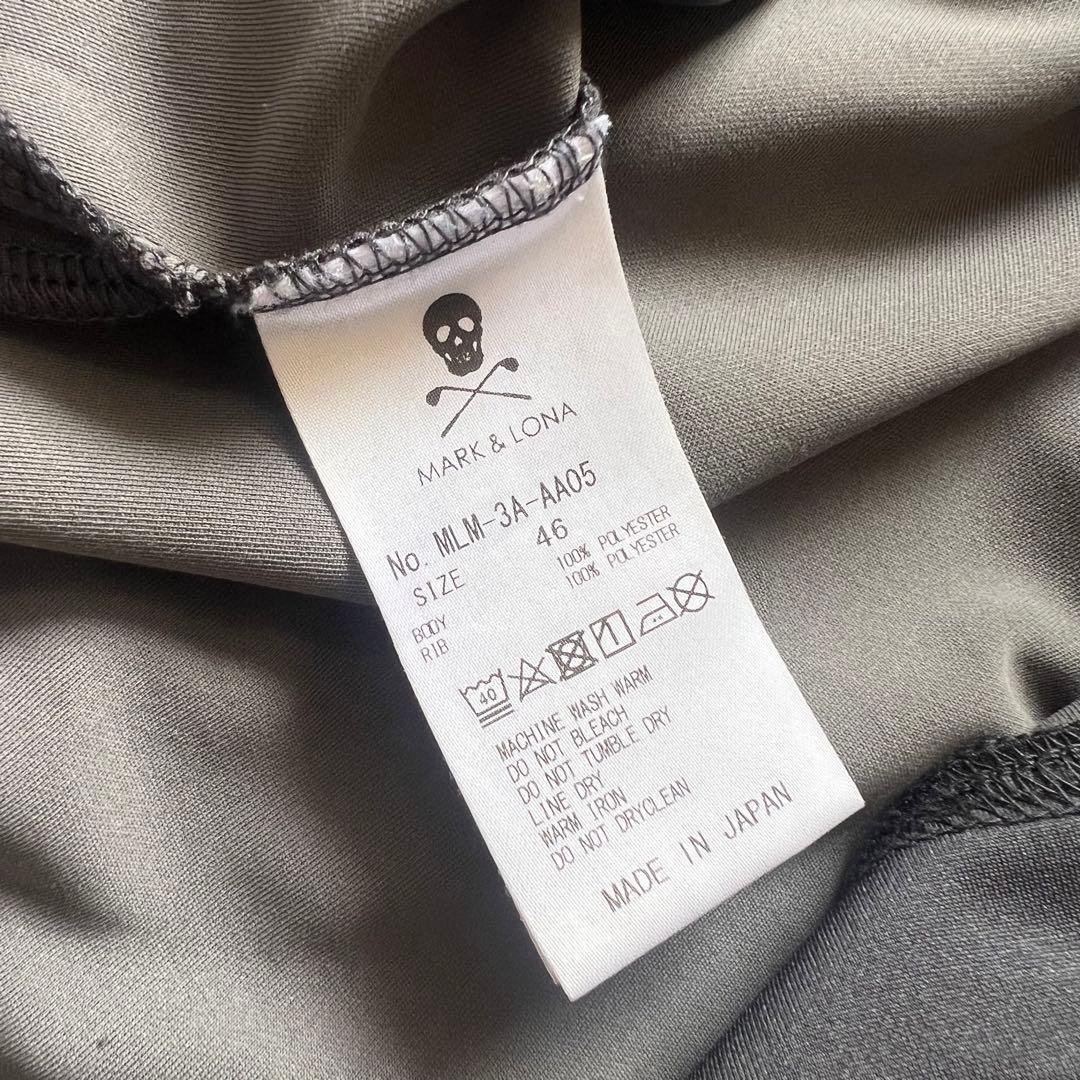 MARK & LONA
No. MLM-3A-AA05
SIZE 46
BODY 100% POLYESTER
RIB 100% POLYESTER
40
MACHINE WASH WARM
DO NOT BLEACH
DO NOT TUMBLE DRY
LINE DRY
WARM IRON
DO NOT DRYCLEAN
MADE IN JAPAN